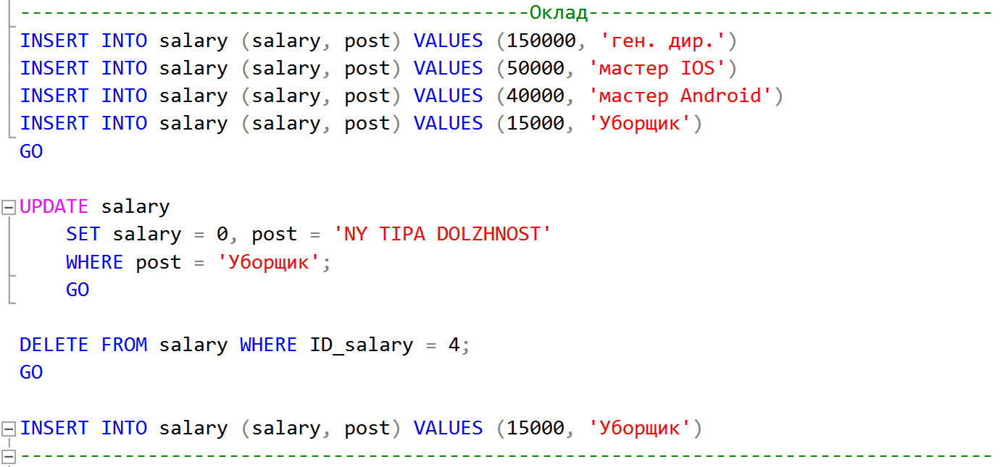 --------------------------------------------Оклад-----------------------------------
INSERT INTO salary (salary, post) VALUES (150000, 'ген. дир.')
INSERT INTO salary (salary, post) VALUES (50000, 'мастер IOS')
INSERT INTO salary (salary, post) VALUES (40000, 'мастер Android')
INSERT INTO salary (salary, post) VALUES (15000, 'Уборщик')
GO
UPDATE salary
SET salary = 0, post = 'NY TIPA DOLZHNOST'
WHERE post = 'Уборщик';
GO
DELETE FROM salary WHERE ID_salary = 4;
GO
INSERT INTO salary (salary, post) VALUES (15000, 'Уборщик')
------------------------------------------------------------------------------------